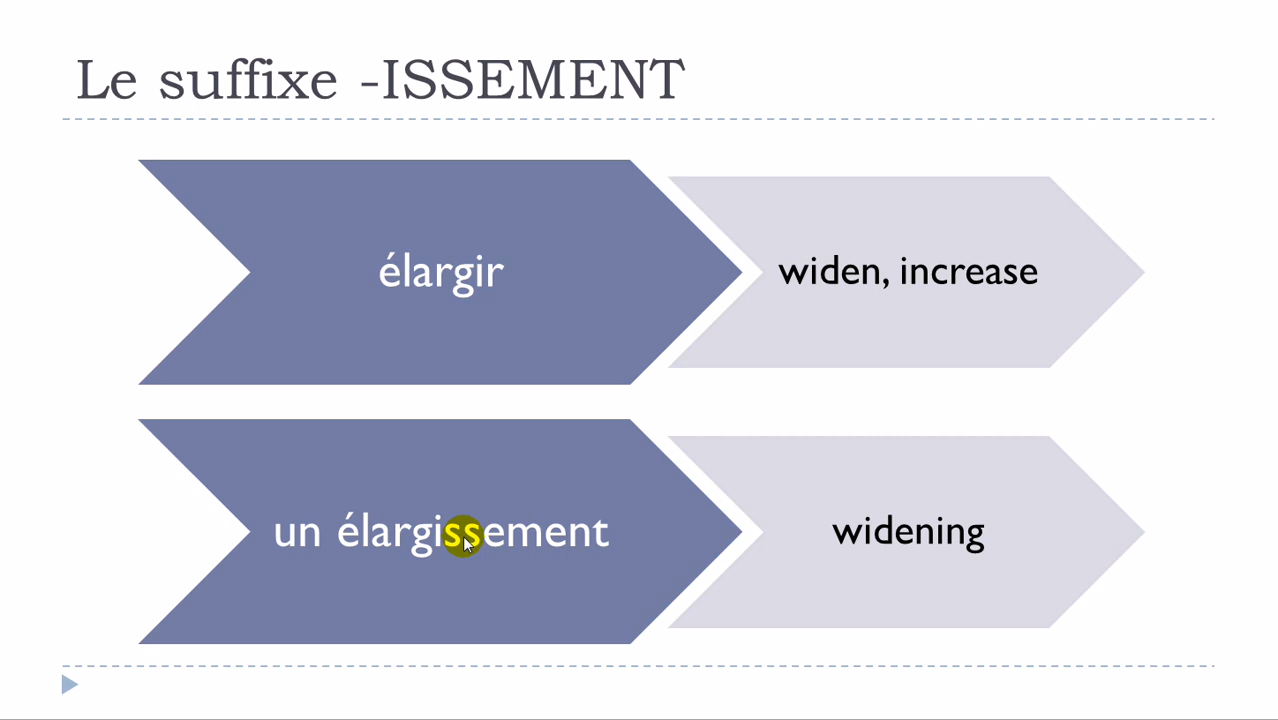 Le suffixe -ISSEMENT
élargir
widen, increase
un élargissement
widening